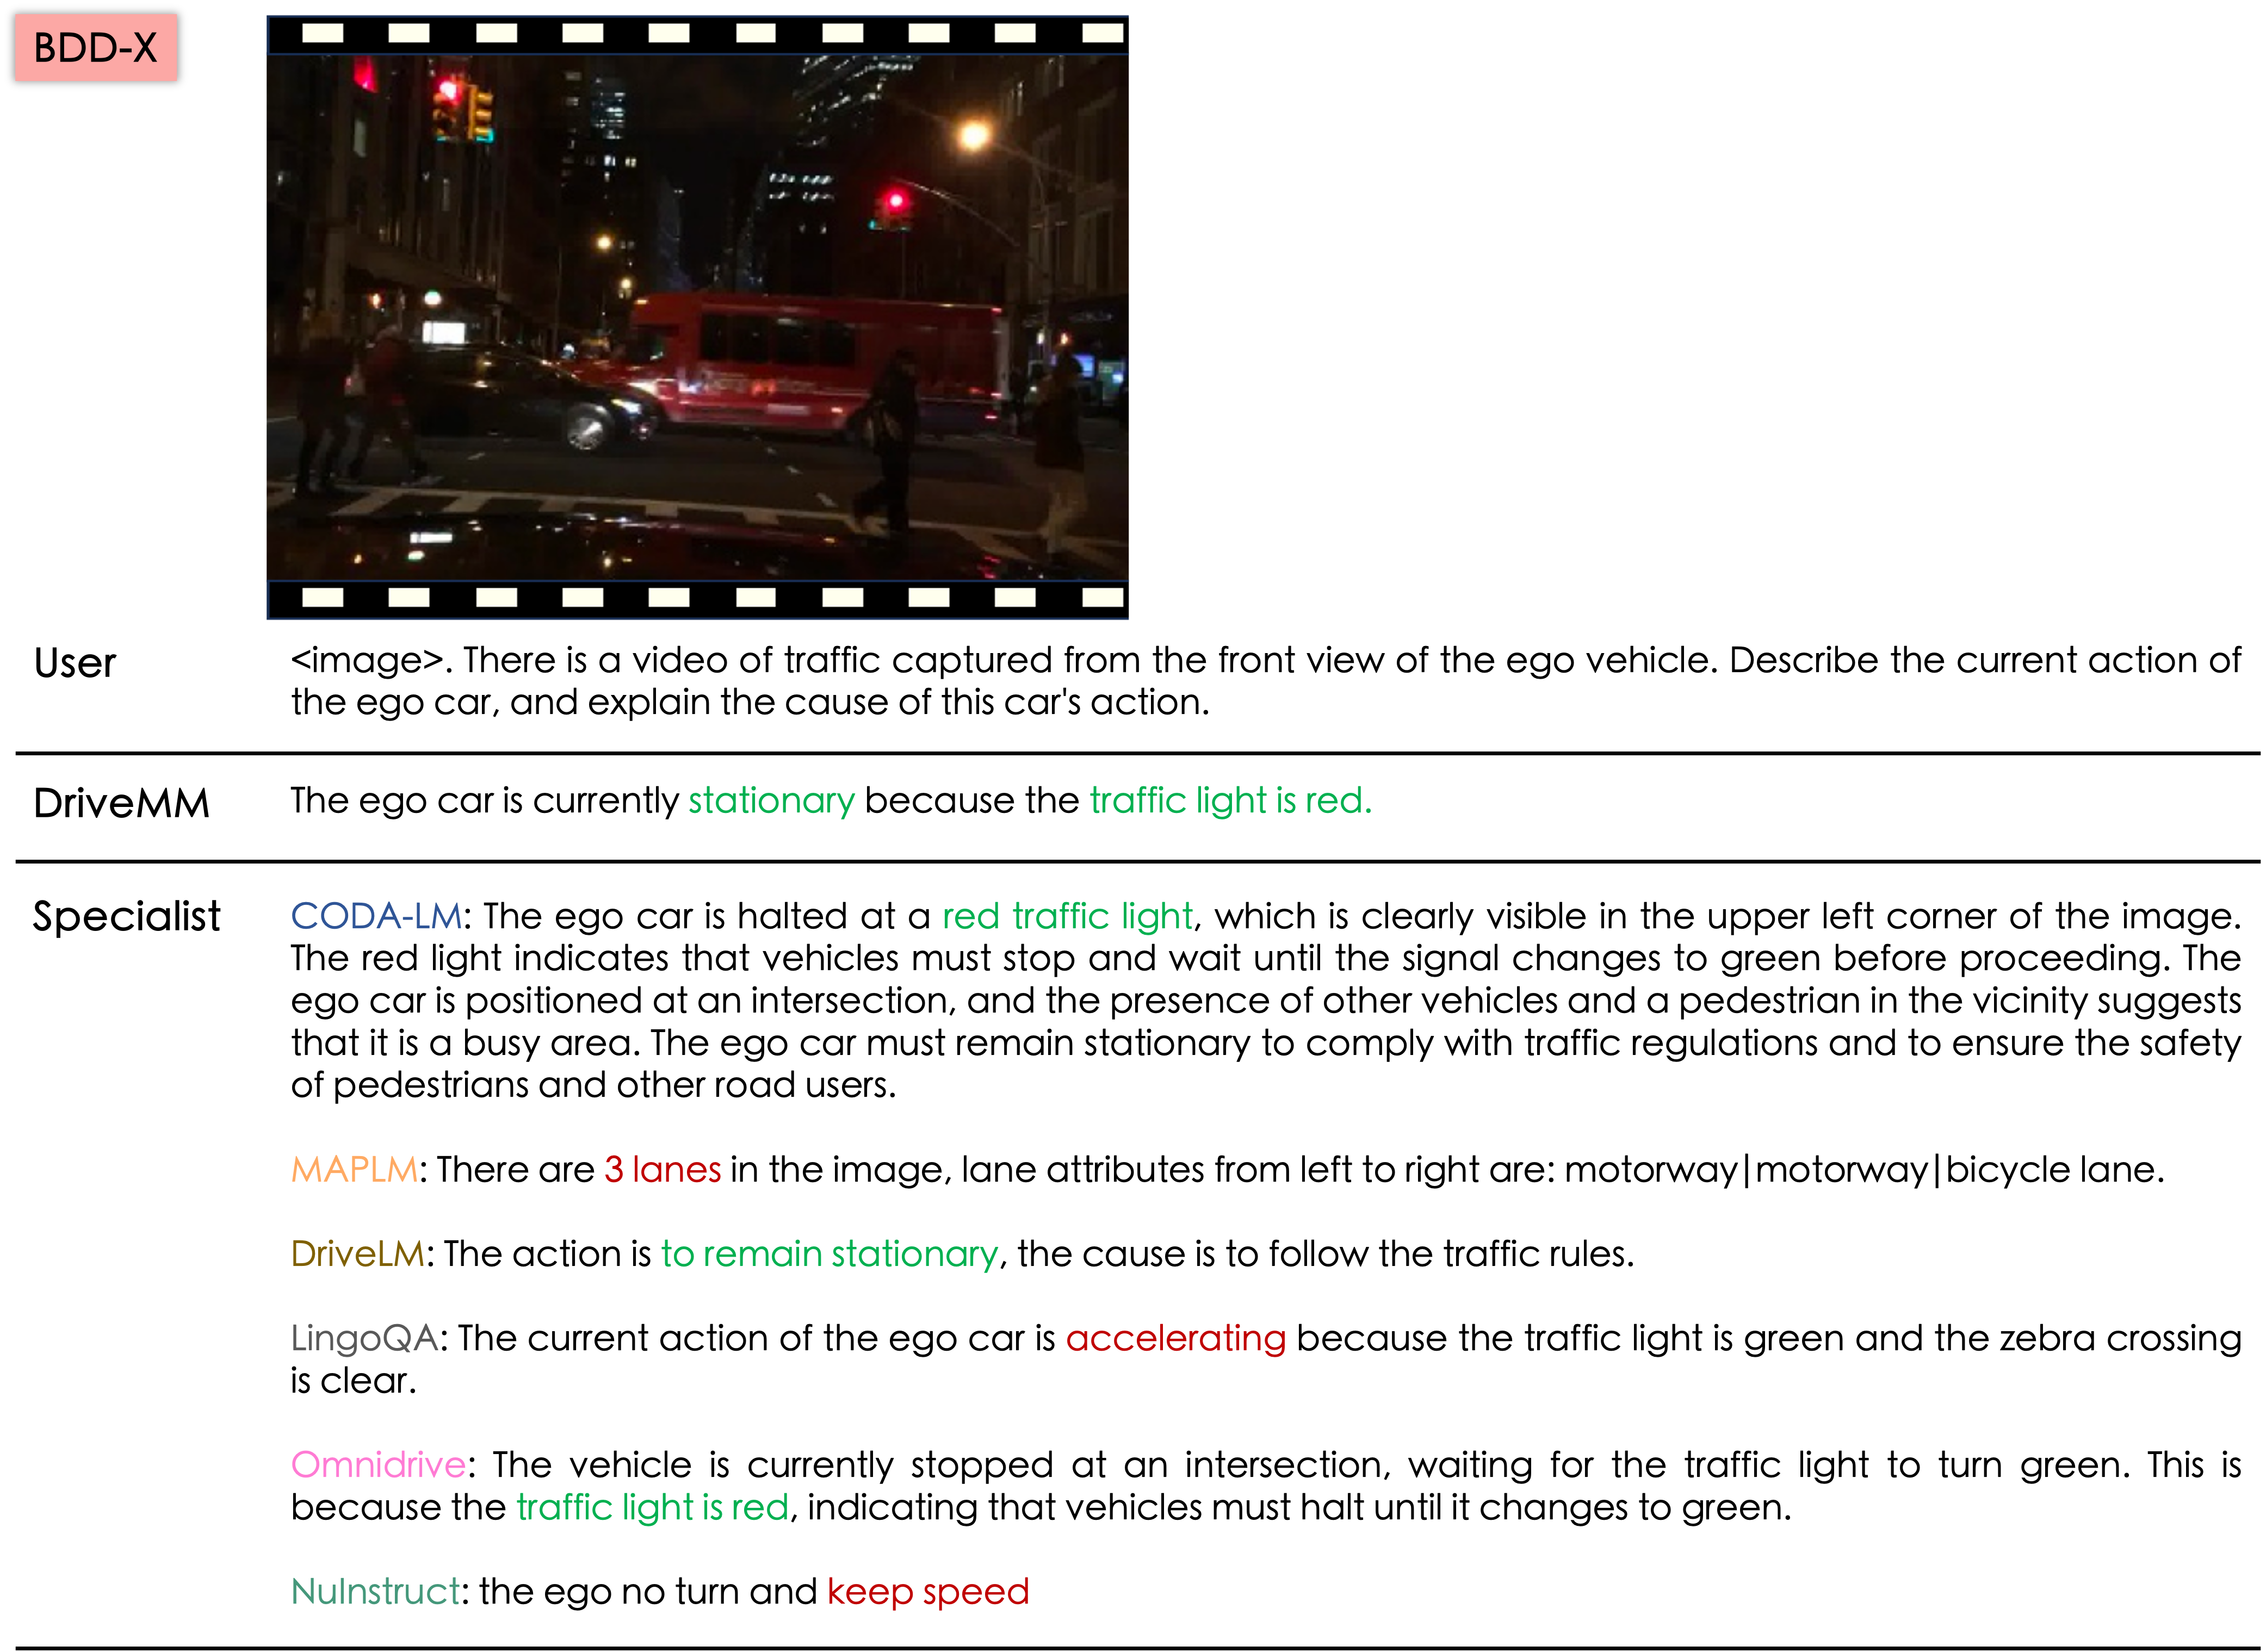 BDD-X
User
<image>. There is a video of traffic captured from the front view of the ego vehicle. Describe the current action of
the ego car, and explain the cause of this car's action.
DriveMM
The ego car is currently stationary because the traffic light is red.
Specialist
CODA-LM: The ego car is halted at a red traffic light, which is clearly visible in the upper left corner of the image.
The red light indicates that vehicles must stop and wait until the signal changes to green before proceeding. The
ego car is positioned at an intersection, and the presence of other vehicles and a pedestrian in the vicinity suggests
that it is a busy area. The ego car must remain stationary to comply with traffic regulations and to ensure the safety
of pedestrians and other road users.
MAPLM: There are 3 lanes in the image, lane attributes from left to right are: motorway|motorway|bicycle lane.
DriveLM: The action is to remain stationary, the cause is to follow the traffic rules.
LingoQA: The current action of the ego car is accelerating because the traffic light is green and the zebra crossing
is clear.
Omnidrive: The vehicle is currently stopped at an intersection, waiting for the traffic light to turn green. This is
because the traffic light is red, indicating that vehicles must halt until it changes to green.
NuInstruct: the ego no turn and keep speed